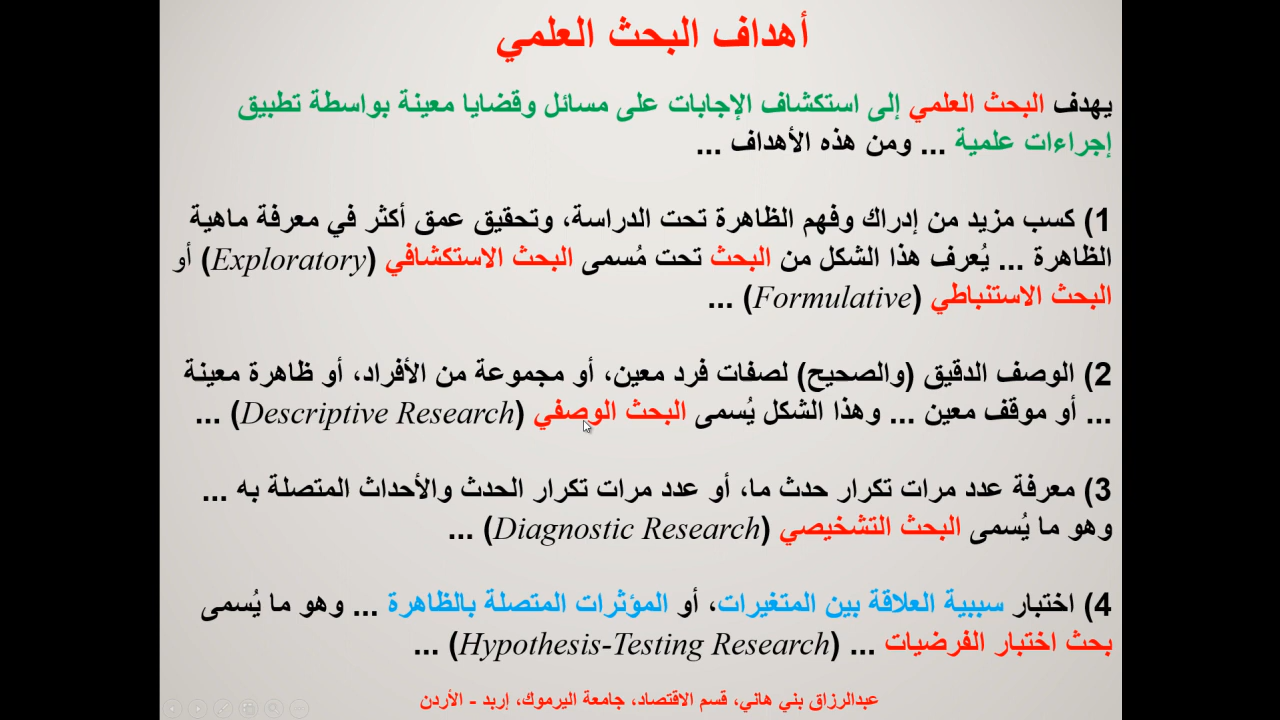 أهداف البحث العلمي
يهدف البحث العلمي إلى استكشاف الإجابات على مسائل وقضايا معينة بواسطة تطبيق
إجراءات علمية ... ومن هذه الأهداف ...
1) كسب مزيد من إدراك وفهم الظاهرة تحت الدراسة، وتحقيق عمق أكثر في معرفة ماهية
الظاهرة ... يُعرف هذا الشكل من البحث تحت مُسمى البحث الاستكشافي (Exploratory) أو
البحث الاستنباطي (Formulative) ...
2) الوصف الدقيق (والصحيح) لصفات فرد معين، أو مجموعة من الأفراد، أو ظاهرة معينة
... أو موقف معين ... وهذا الشكل يُسمى البحث الوصفي (Descriptive Research) ...
3) معرفة عدد مرات تكرار حدث ما، أو عدد مرات تكرار الحدث والأحداث المتصلة به ...
وهو ما يُسمى البحث التشخيصي (Diagnostic Research) ...
4) اختبار سببية العلاقة بين المتغيرات، أو المؤثرات المتصلة بالظاهرة ... وهو ما يُسمى
بحث اختبار الفرضيات ... (Hypothesis-Testing Research) ...
عبدالرزاق بني هاني، قسم الاقتصاد، جامعة اليرموك، إربد - الأردن